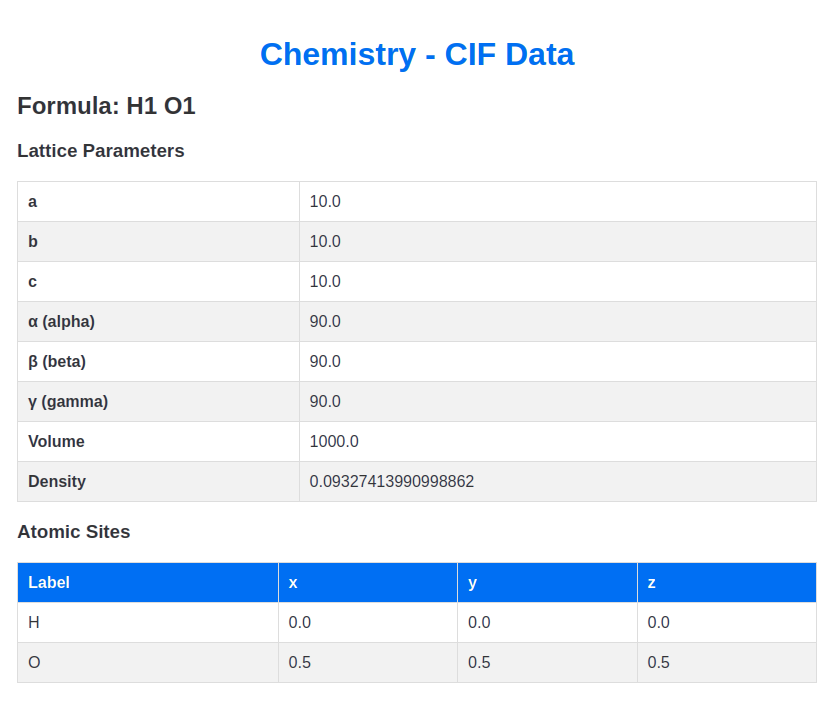 Chemistry - CIF Data
Formula: H1 O1
Lattice Parameters
a 10.0
b 10.0
c 10.0
α (alpha) 90.0
β (beta) 90.0
γ (gamma) 90.0
Volume 1000.0
Density 0.09327413990998862
Atomic Sites
Label x y z
H 0.0 0.0 0.0
O 0.5 0.5 0.5